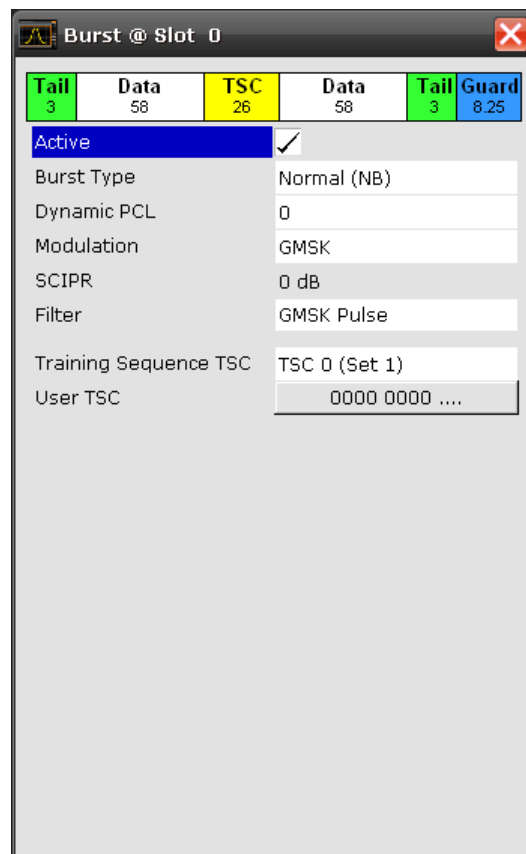 Burst @ Slot 0
Tail Data TSC Data Tail Guard
3 58 26 58 3 8.25
Active
Burst Type Normal (NB)
Dynamic PCL 0
Modulation GMSK
SCIPR 0 dB
Filter GMSK Pulse
Training Sequence TSC TSC 0 (Set 1)
User TSC 0000 0000 ....